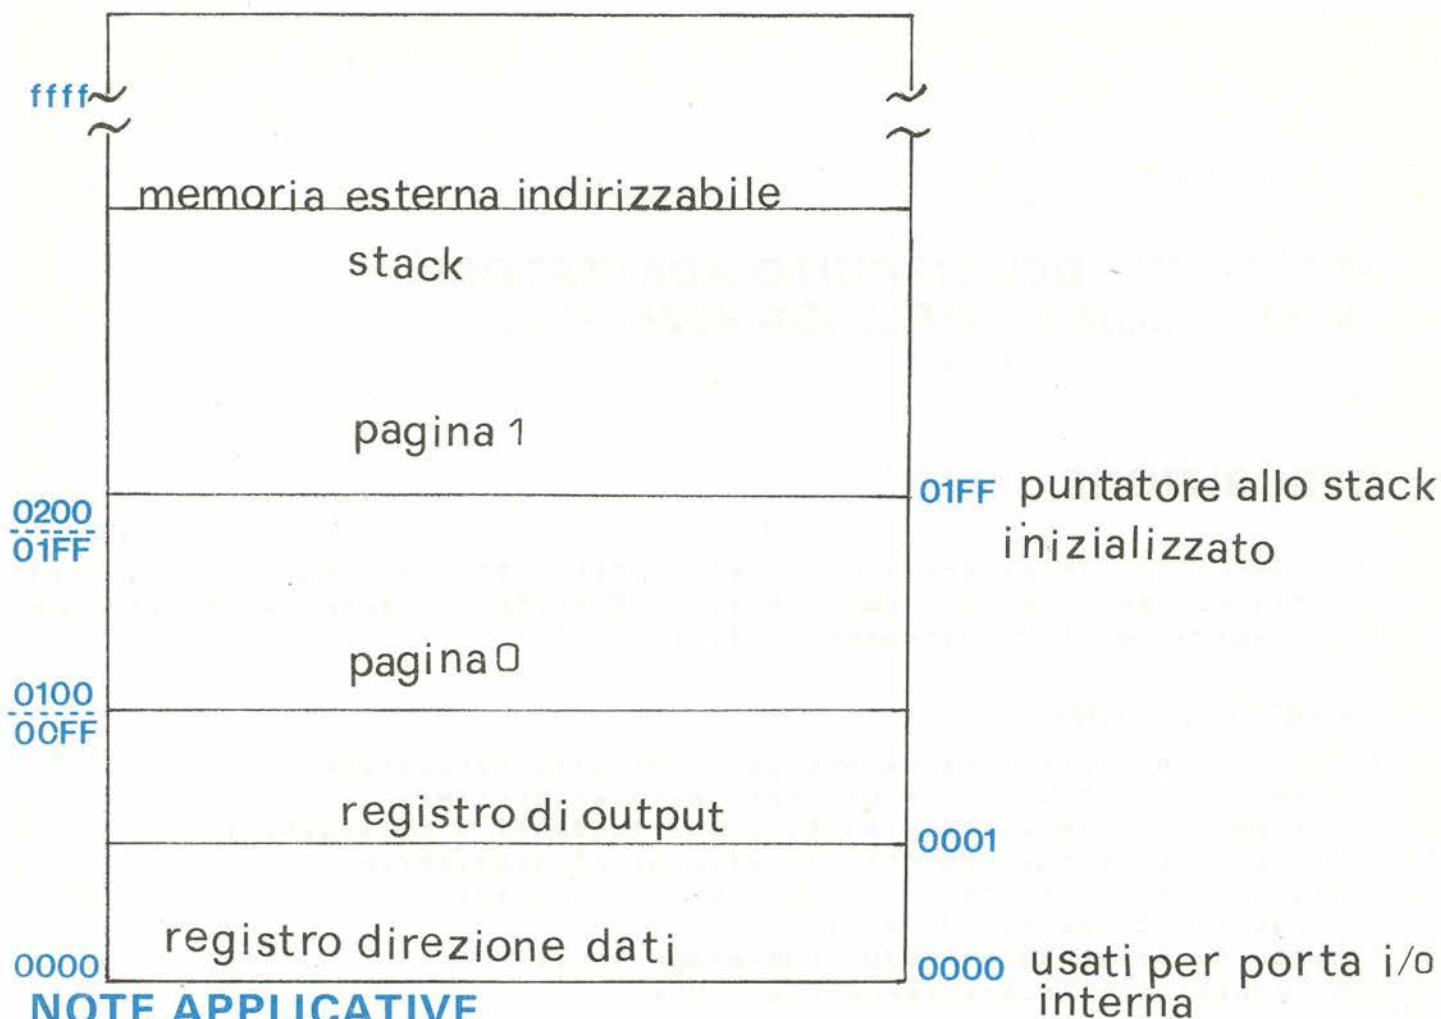 ffff
memoria esterna indirizzabile
stack
pagina 1
0200
01FF
01FF puntatore allo stack
inizializzato
pagina 0
0100
00FF
registro di output
0001
registro direzione dati
0000
0000 usati per porta i/o
interna
NOTE APPLICATIVE